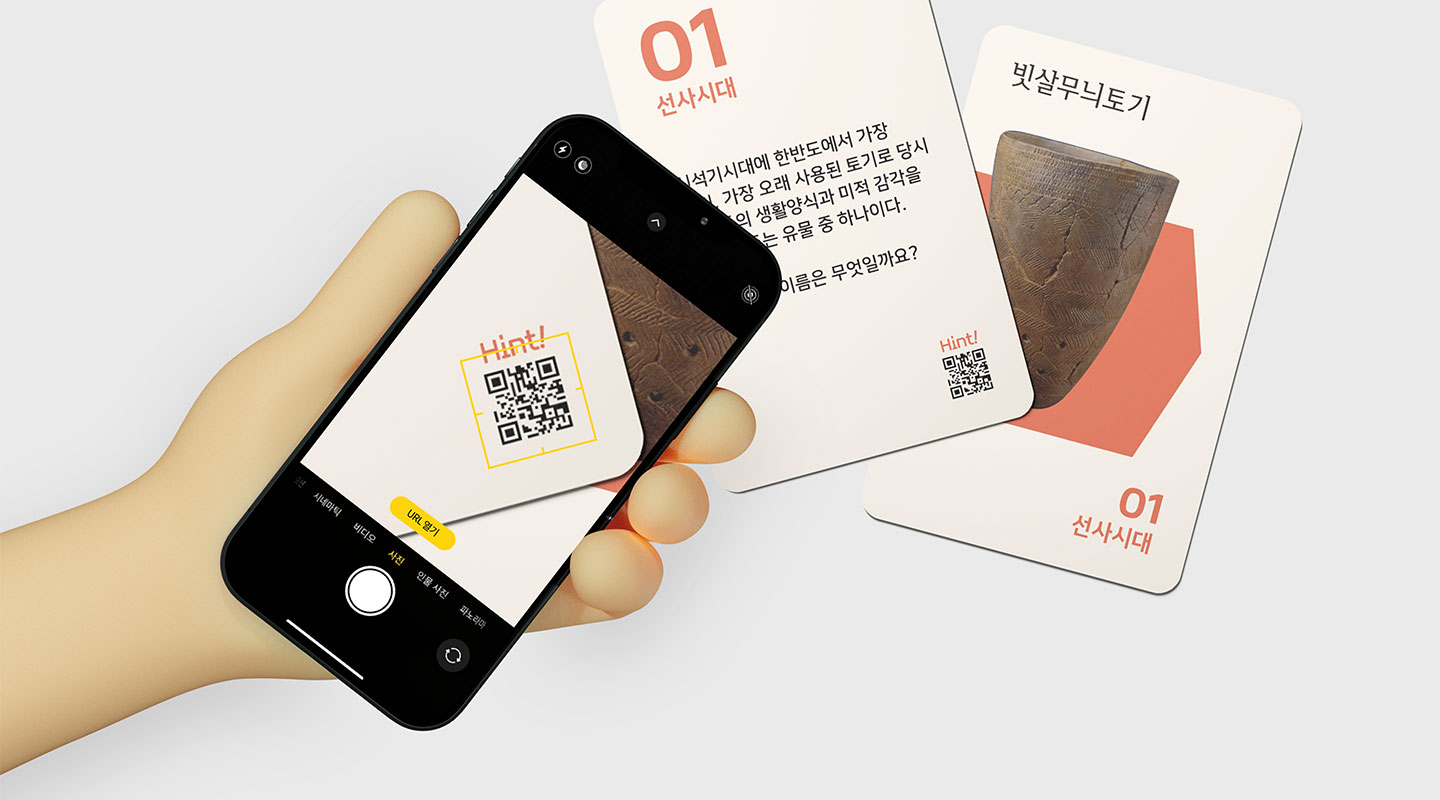 01
선사시대
석기시대에 한반도에서 가장
가장 오래 사용된 토기로 당시
의 생활양식과 미적 감각을
는 유물 중 하나이다.
이름은 무엇일까요?
Hint!
빗살무늬토기
01
선사시대
Hint!
URL 열기
시네마틱
비디오
사진
인물 사진
파노라마